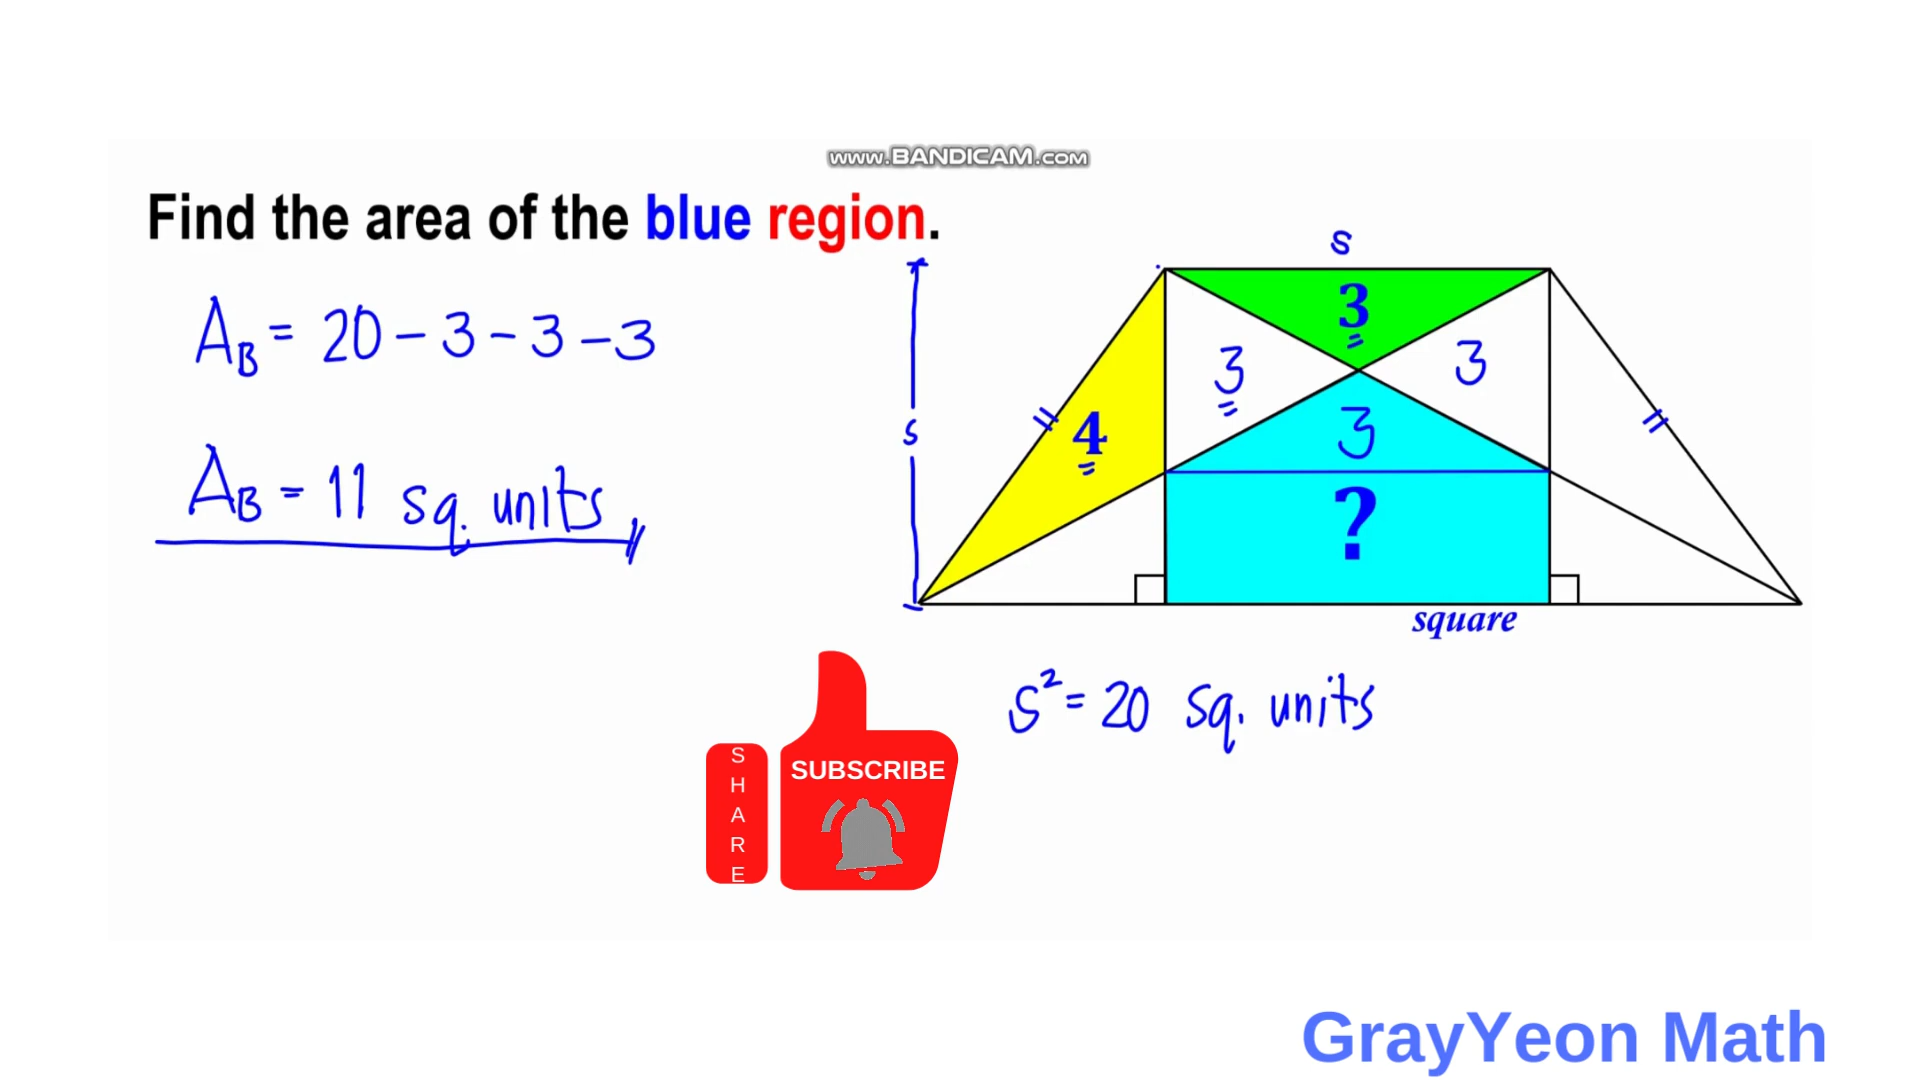 www.BANDICAM.com
Find the area of the blue region.
A_B = 20 - 3 - 3 - 3
A_B = 11 sq. units
s
s
3
3
3
4
3
?
square
s² = 20 sq. units
SHARE
SUBSCRIBE
GrayYeon Math